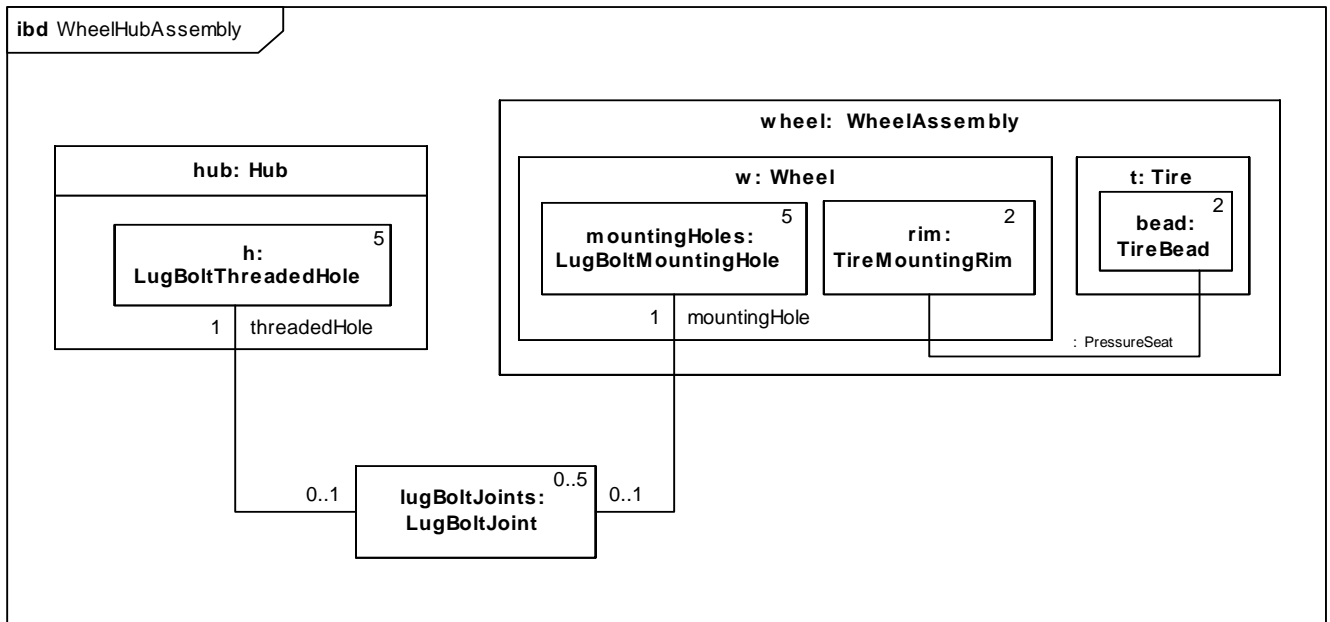 ibd WheelHubAssembly
wheel: WheelAssembly
hub: Hub
w: Wheel
t: Tire
5
h:
LugBoltThreadedHole
5
mountingHoles:
LugBoltMountingHole
2
rim:
TireMountingRim
2
bead:
TireBead
1 threadedHole
1 mountingHole
: PressureSeat
0..1
0..5
lugBoltJoints:
LugBoltJoint
0..1